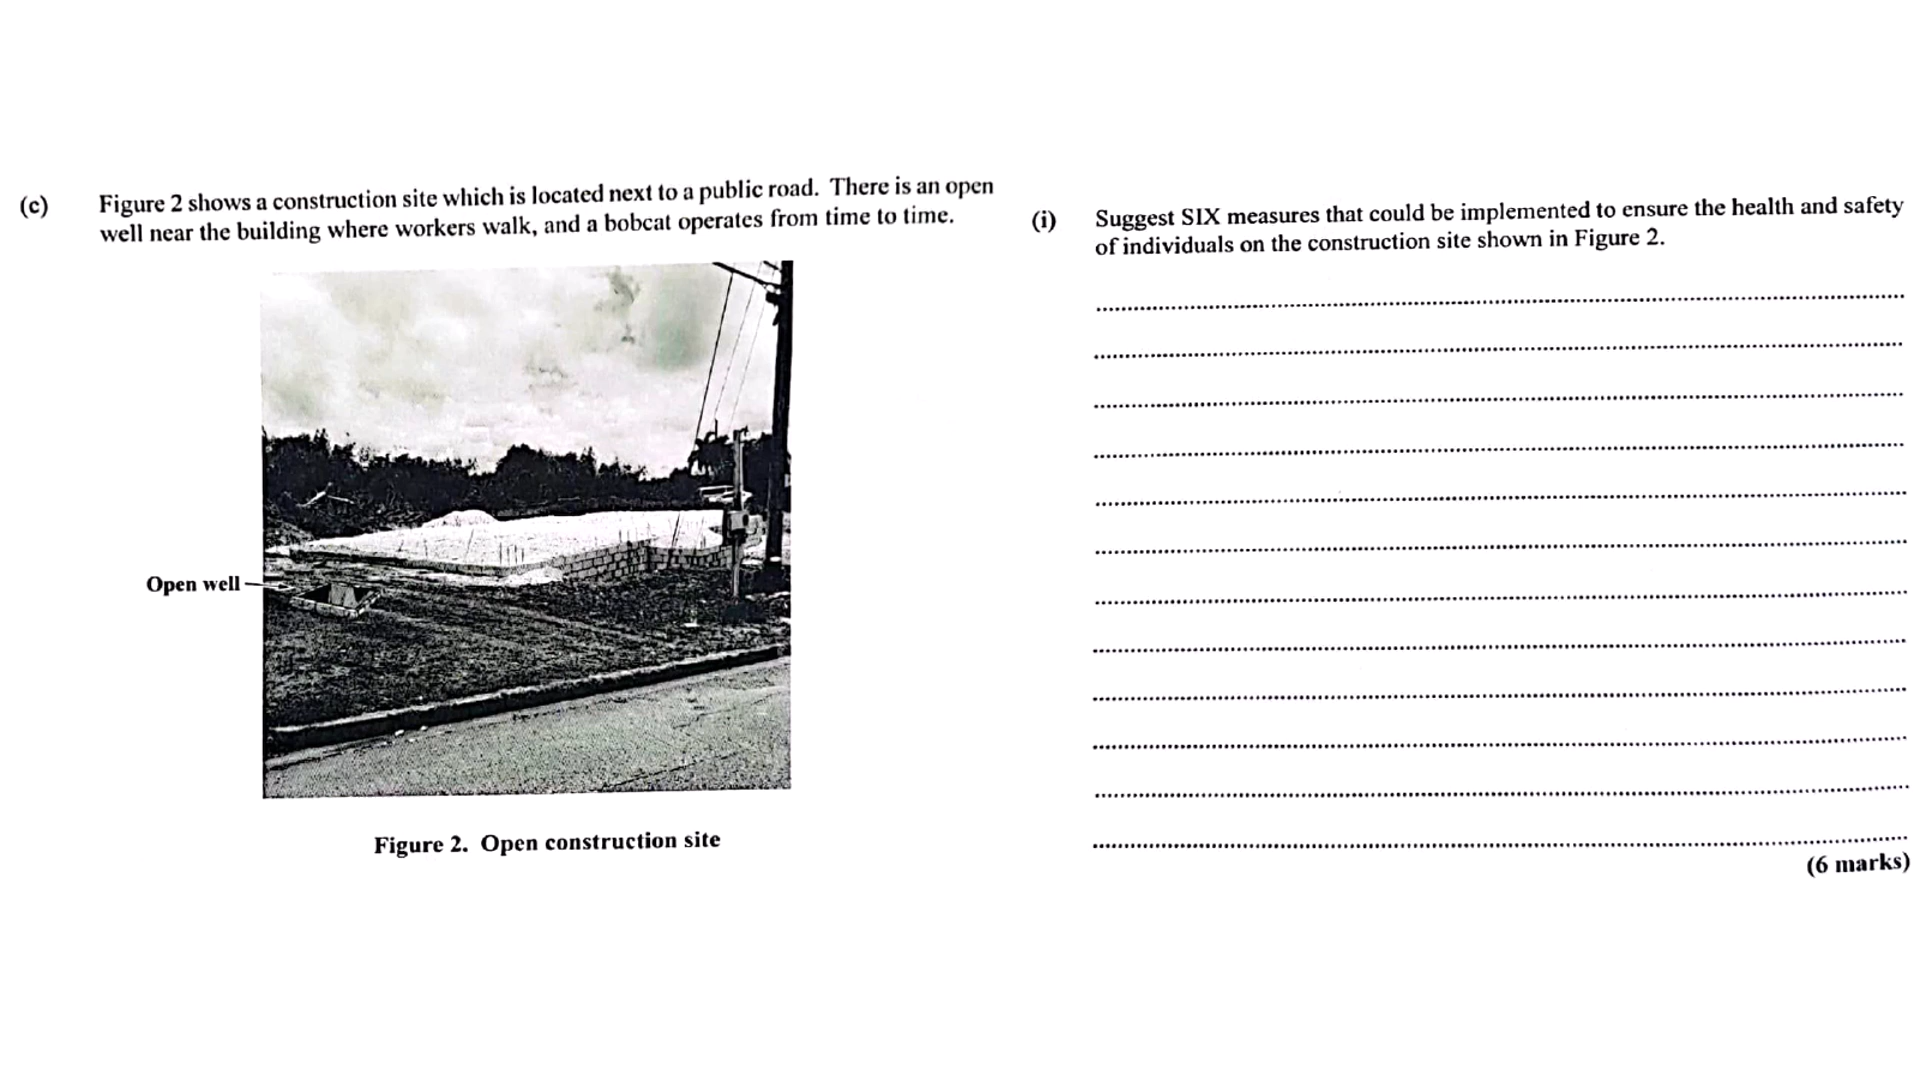 (c) Figure 2 shows a construction site which is located next to a public road. There is an open
well near the building where workers walk, and a bobcat operates from time to time.
Open well
Figure 2. Open construction site
(i) Suggest SIX measures that could be implemented to ensure the health and safety
of individuals on the construction site shown in Figure 2.
(6 marks)